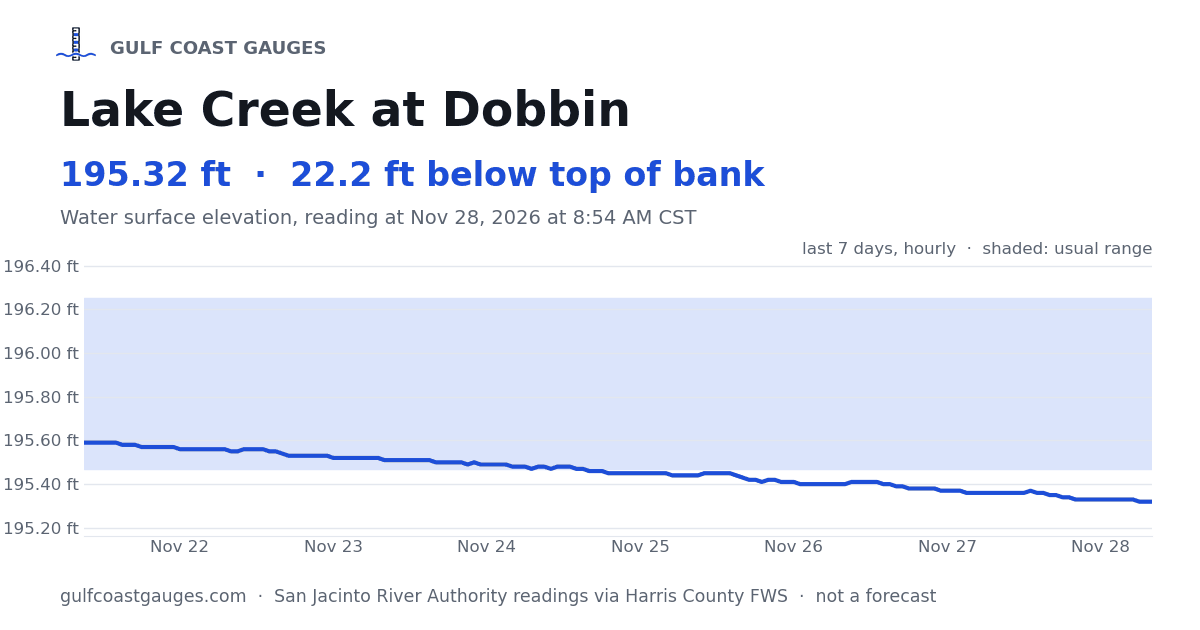 GULF COAST GAUGES
Lake Creek at Dobbin
195.32 ft · 22.2 ft below top of bank
Water surface elevation, reading at Nov 28, 2026 at 8:54 AM CST
last 7 days, hourly · shaded: usual range
196.40 ft
196.20 ft
196.00 ft
195.80 ft
195.60 ft
195.40 ft
195.20 ft
Nov 22 Nov 23 Nov 24 Nov 25 Nov 26 Nov 27 Nov 28
gulfcoastgauges.com · San Jacinto River Authority readings via Harris County FWS · not a forecast